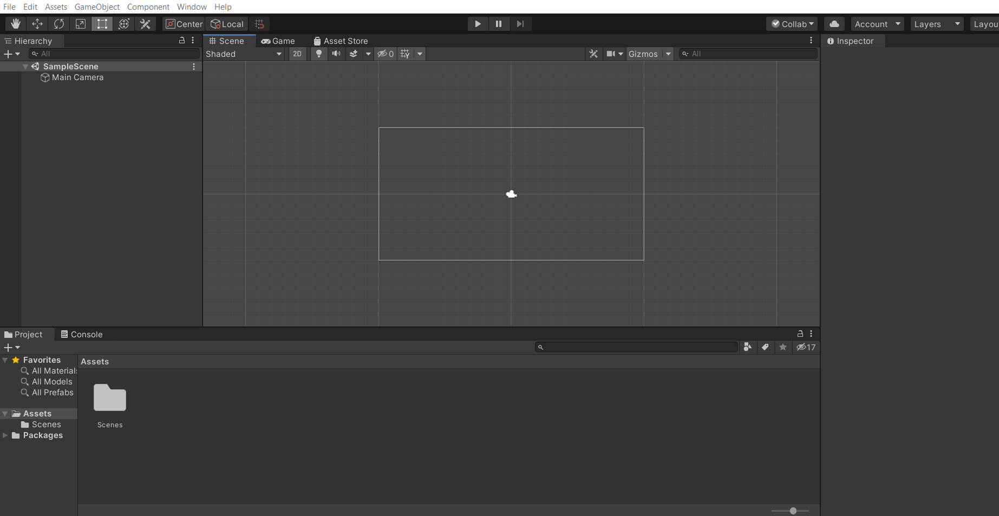 File Edit Assets GameObject Component Window Help
Center Local Collab Account Layers Layou
Hierarchy
All
SampleScene
Main Camera
Scene Game Asset Store
Shaded 2D 0 Gizmos All
Inspector
Project Console
17
Favorites
All Materials
All Models
All Prefabs
Assets
Scenes
Packages
Assets
Scenes